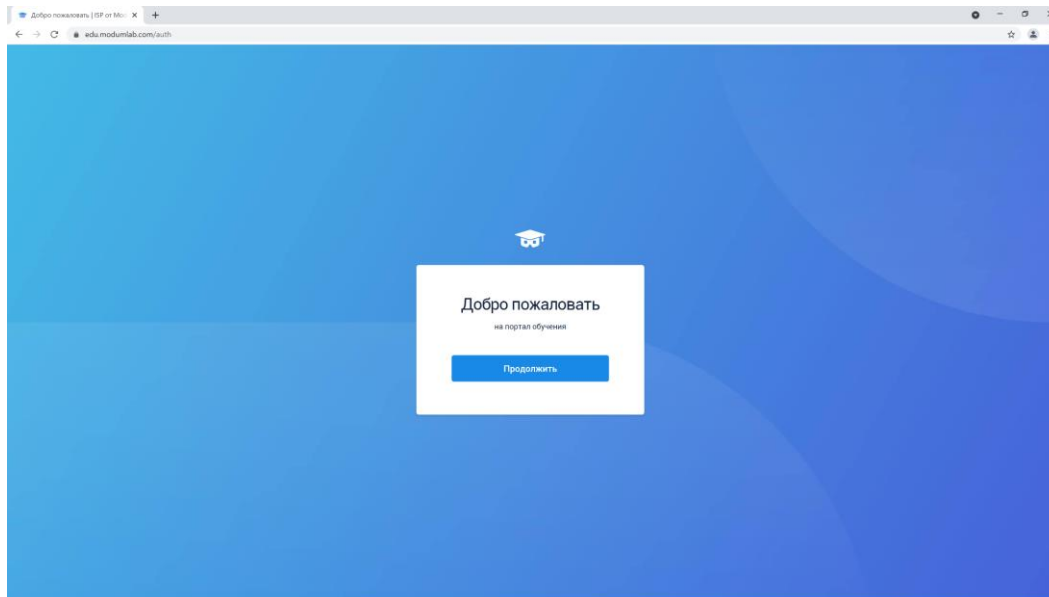 Добро пожаловать | ISP от Mo
edu.modumlab.com/auth
Добро пожаловать
на портал обучения
Продолжить